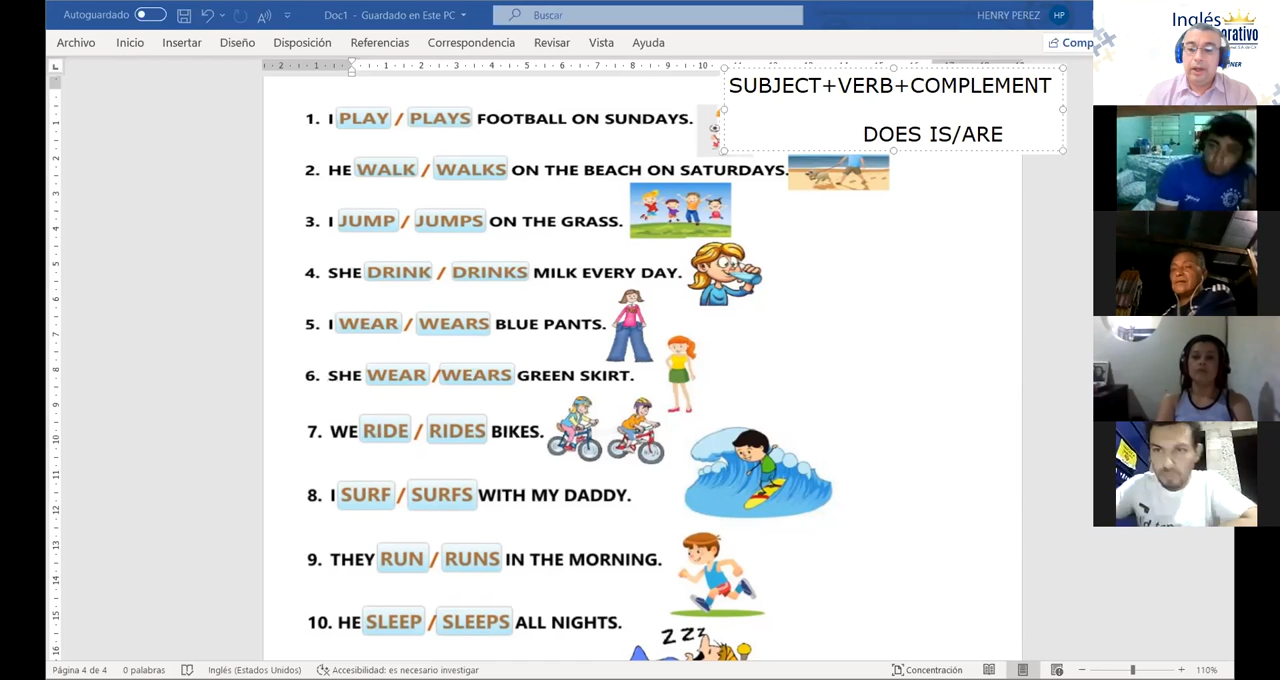 Autoguardado
Doc1 - Guardado en Este PC
Buscar
HENRY PEREZ
HP
Archivo Inicio Insertar Diseño Disposición Referencias Correspondencia Revisar Vista Ayuda
Comp
Inglés
SUBJECT+VERB+COMPLEMENT
DOES IS/ARE
1. I PLAY / PLAYS FOOTBALL ON SUNDAYS.
2. HE WALK / WALKS ON THE BEACH ON SATURDAYS.
3. I JUMP / JUMPS ON THE GRASS.
4. SHE DRINK / DRINKS MILK EVERY DAY.
5. I WEAR / WEARS BLUE PANTS.
6. SHE WEAR /WEARS GREEN SKIRT.
7. WE RIDE / RIDES BIKES.
8. I SURF / SURFS WITH MY DADDY.
9. THEY RUN / RUNS IN THE MORNING.
10. HE SLEEP / SLEEPS ALL NIGHTS.
Z Z Z
Página 4 de 4 0 palabras Inglés (Estados Unidos) Accesibilidad: es necesario investigar Concentración 110%